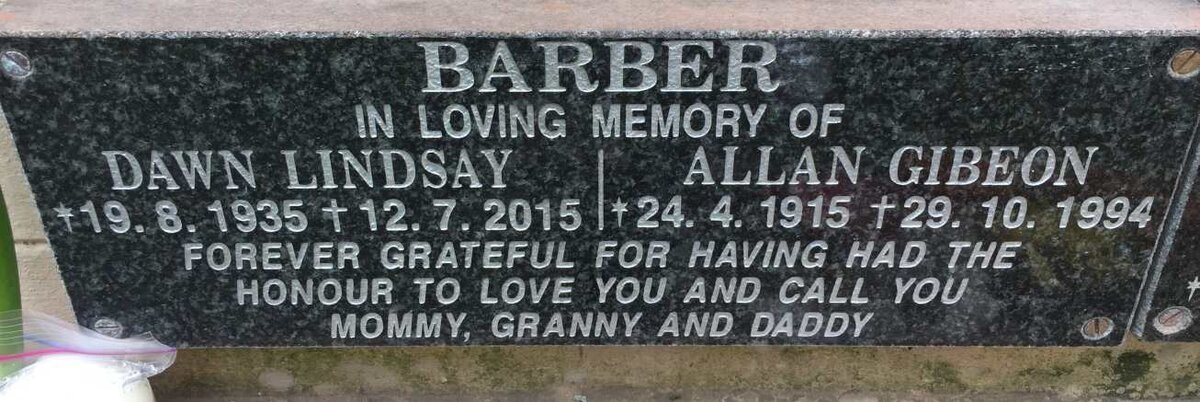 BARBER
IN LOVING MEMORY OF
DAWN LINDSAY | ALLAN GIBEON
*19. 8. 1935 †12. 7. 2015 | *24. 4. 1915 †29. 10. 1994
FOREVER GRATEFUL FOR HAVING HAD THE
HONOUR TO LOVE YOU AND CALL YOU
MOMMY, GRANNY AND DADDY